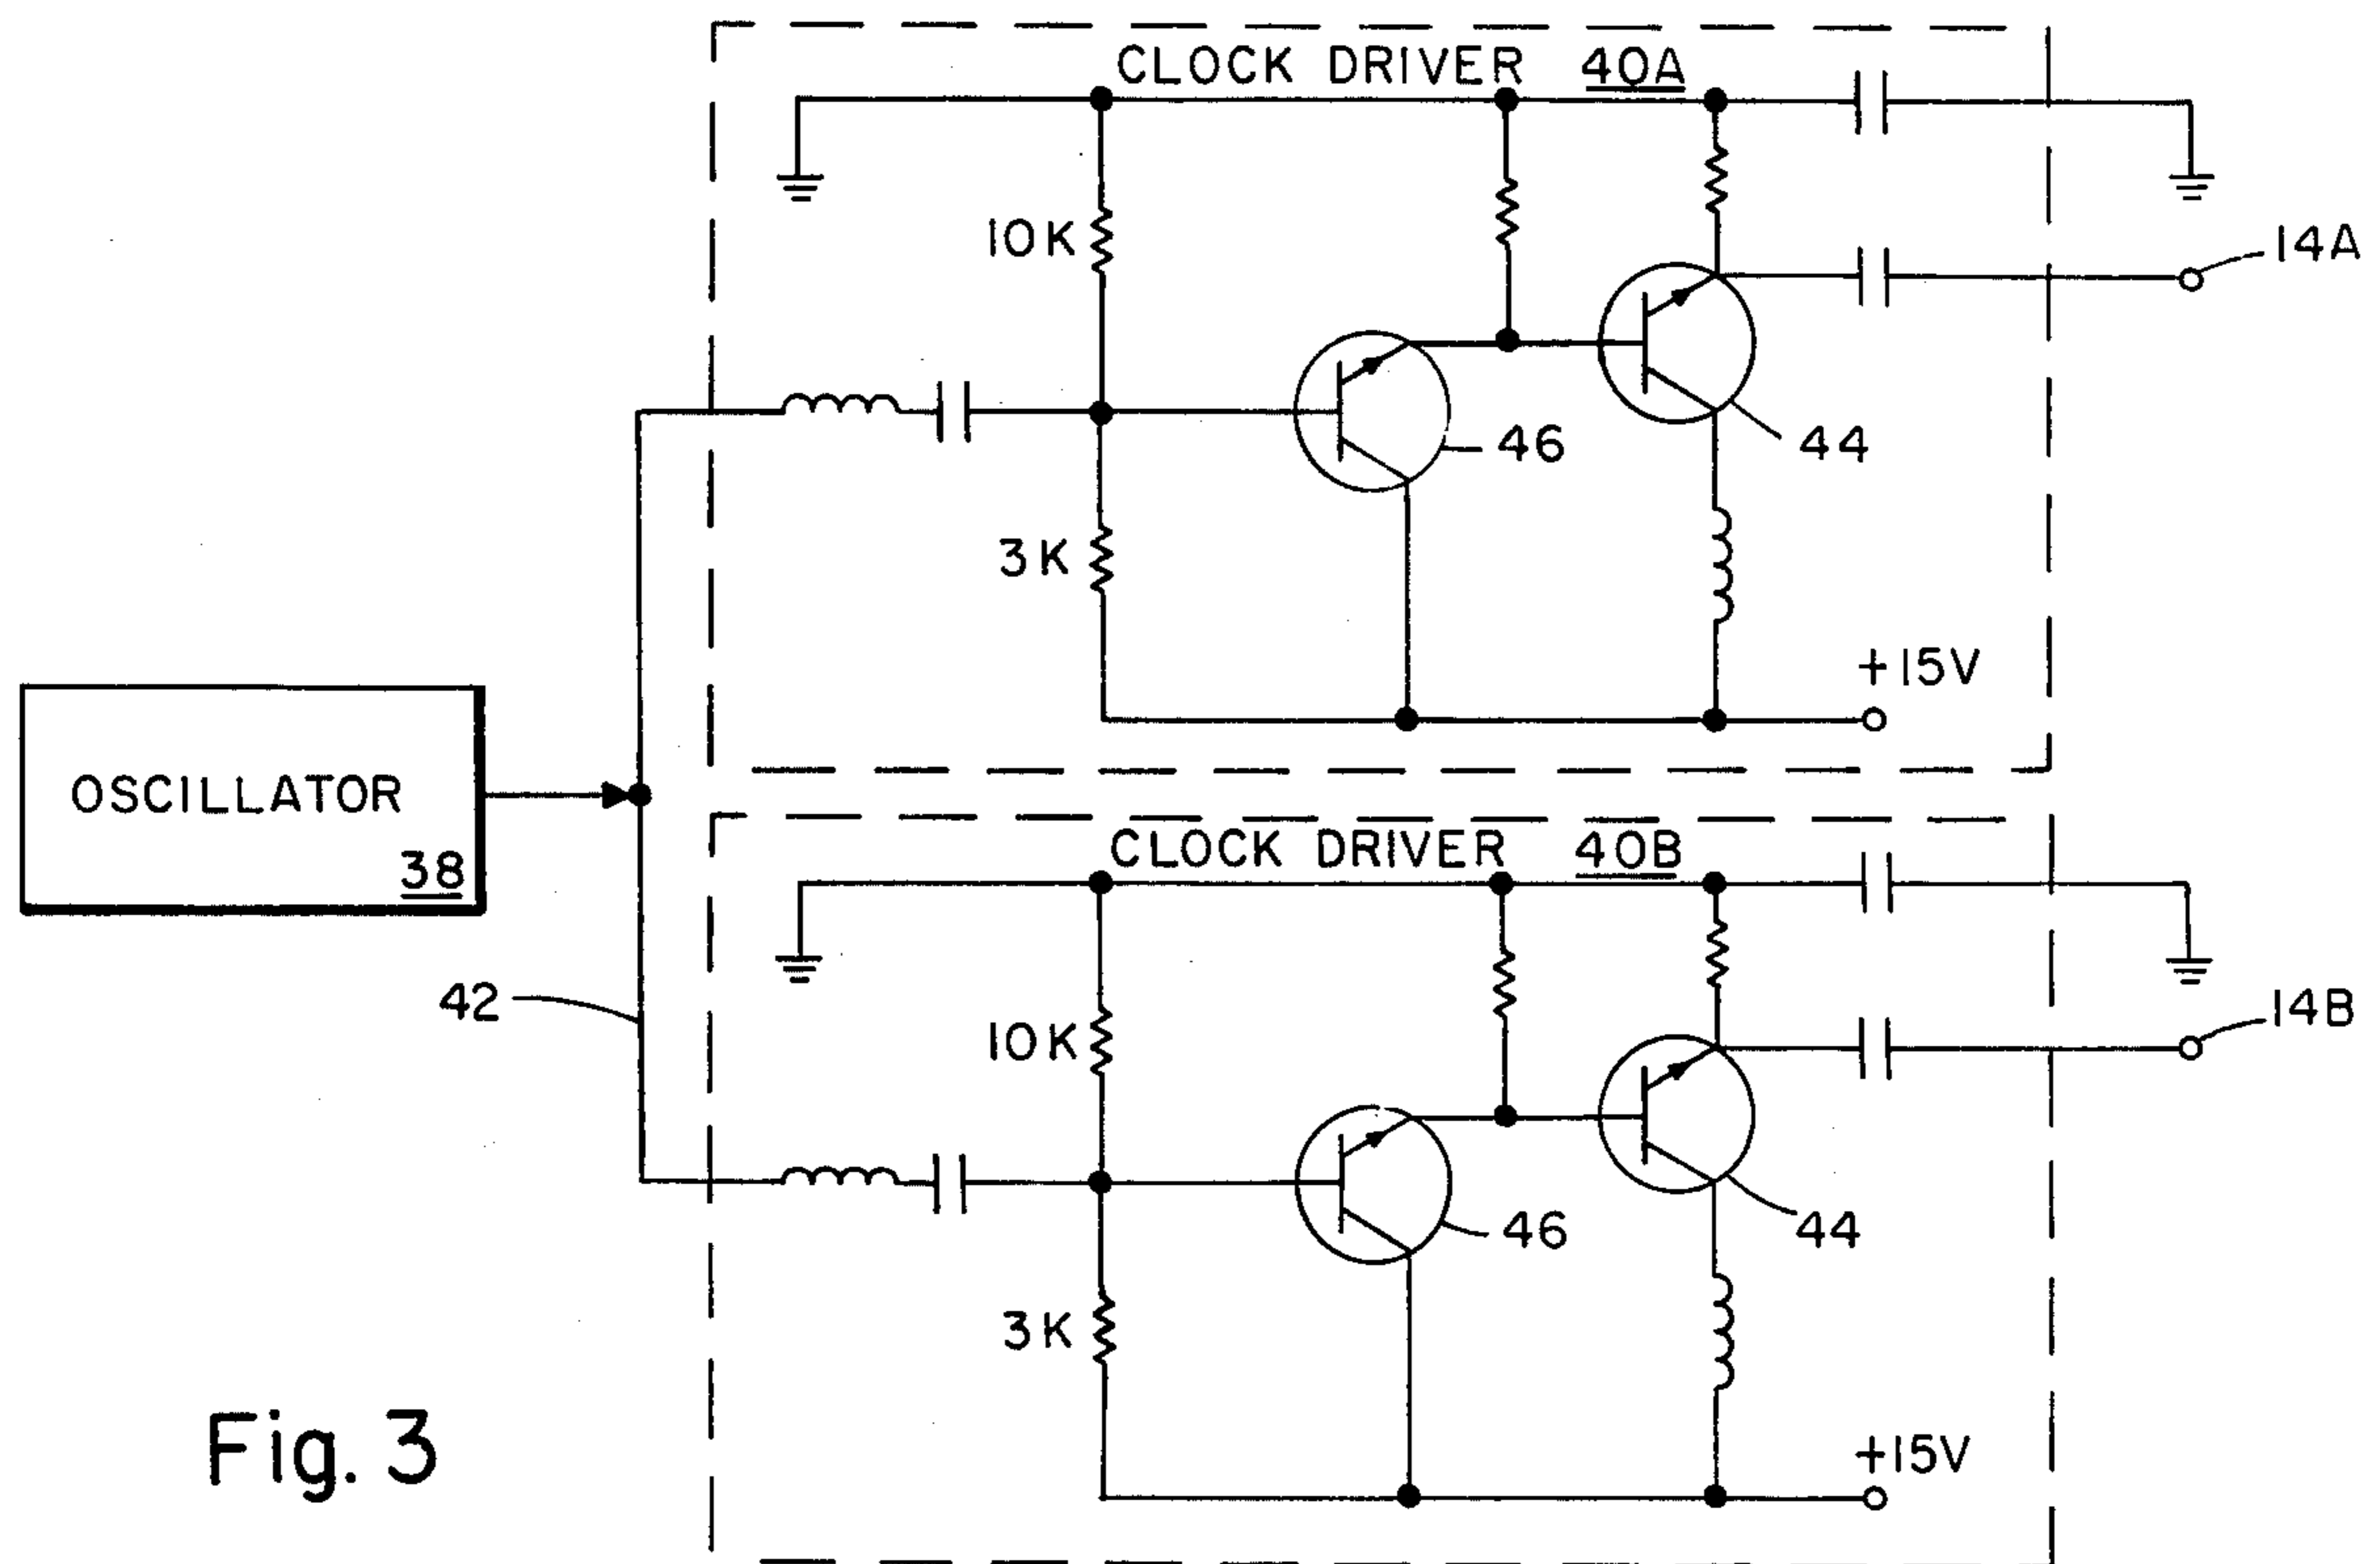 CLOCK DRIVER 40A
14A
10K
46
44
3K
+15V
OSCILLATOR
38
CLOCK DRIVER 40B
42
14B
10K
46
44
3K
+15V
Fig. 3